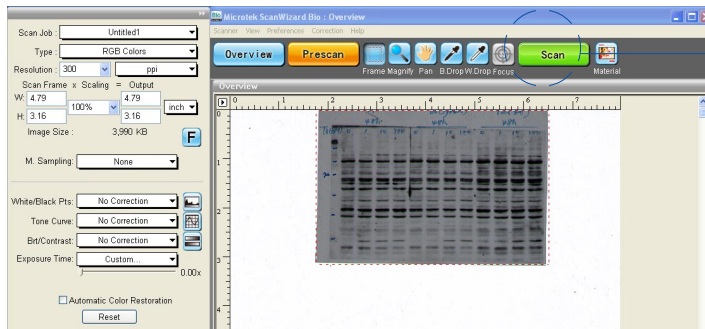 Microtek ScanWizard Bio : Overview
Scanner View Preferences Correction Help
Scan Job : Untitled1
Type : RGB Colors
Resolution : 300 ppi
Scan Frame x Scaling = Output
W: 4.79 100% 4.79 inch
H: 3.16 3.16
Image Size : 3,990 KB
F
M. Sampling: None
White/Black Pts: No Correction
Tone Curve: No Correction
Brt/Contrast: No Correction
Exposure Time: Custom...
0.00x
Automatic Color Restoration
Reset
Overview Prescan Scan
Frame Magnify Pan B.Drop W.Drop Focus Material
Overview
0 1 2 3 4 5 6 7
0
1
2
3
4
48h 48h